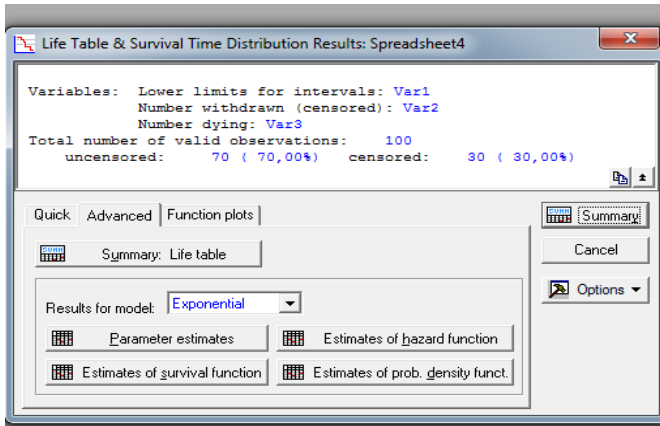 Life Table & Survival Time Distribution Results: Spreadsheet4
Variables: Lower limits for intervals: Var1
Number withdrawn (censored): Var2
Number dying: Var3
Total number of valid observations: 100
uncensored: 70 ( 70,00%) censored: 30 ( 30,00%)
Quick Advanced Function plots
Summary
Summary: Life table
Cancel
Options
Results for model: Exponential
Parameter estimates Estimates of hazard function
Estimates of survival function Estimates of prob. density funct.